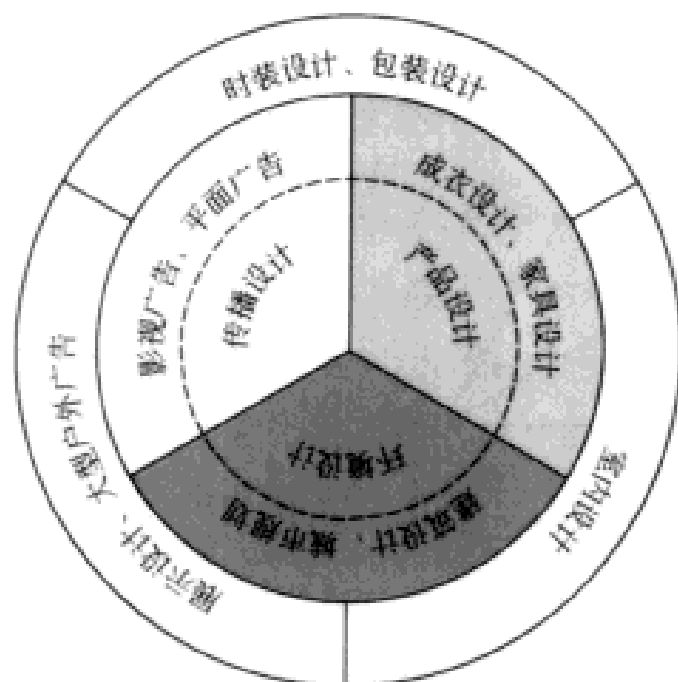 时装设计、包装设计
影视广告、平面广告
成衣设计、家具设计
传播设计
产品设计
环境设计
建筑设计、城市规划
展示设计、大型户外广告
室内设计